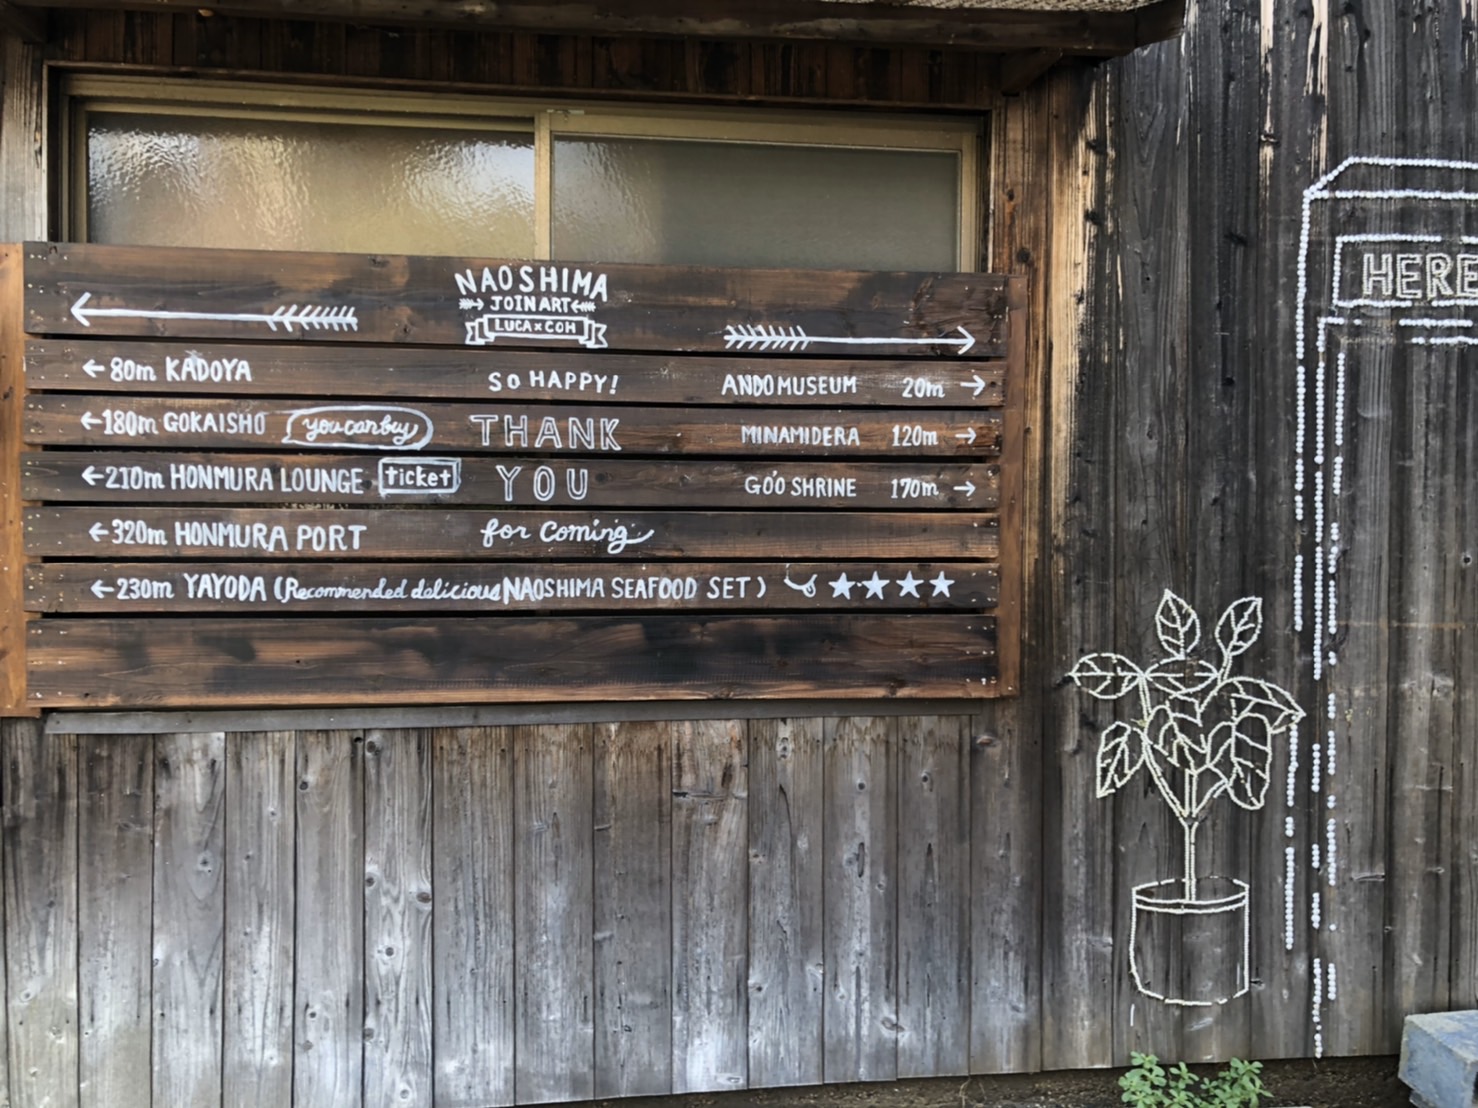 NAOSHIMA
JOIN ART
LUCA×COH
←80m KADOYA
SO HAPPY!
ANDO MUSEUM 20m →
←180m GOKAISHO you can buy
THANK
MINAMIDERA 120m →
←210m HONMURA LOUNGE ticket
YOU
GO'O SHRINE 170m →
←320m HONMURA PORT
for coming
←230m YAYODA (Recommended delicious NAOSHIMA SEAFOOD SET) ★★★★
HERE